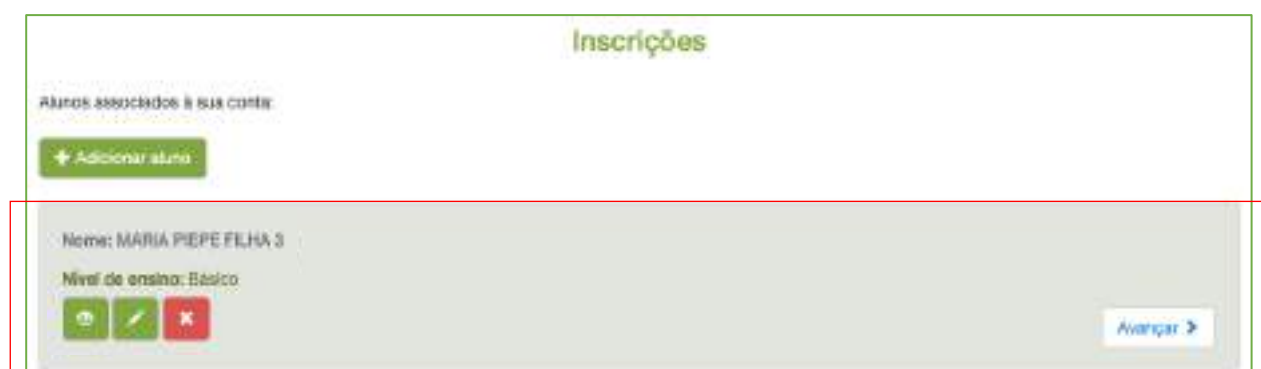 Inscrições
Alunos associados à sua conta:
+ Adicionar aluno
Nome: MARIA PIEPE FILHA 3
Nível de ensino: Básico
Avançar >